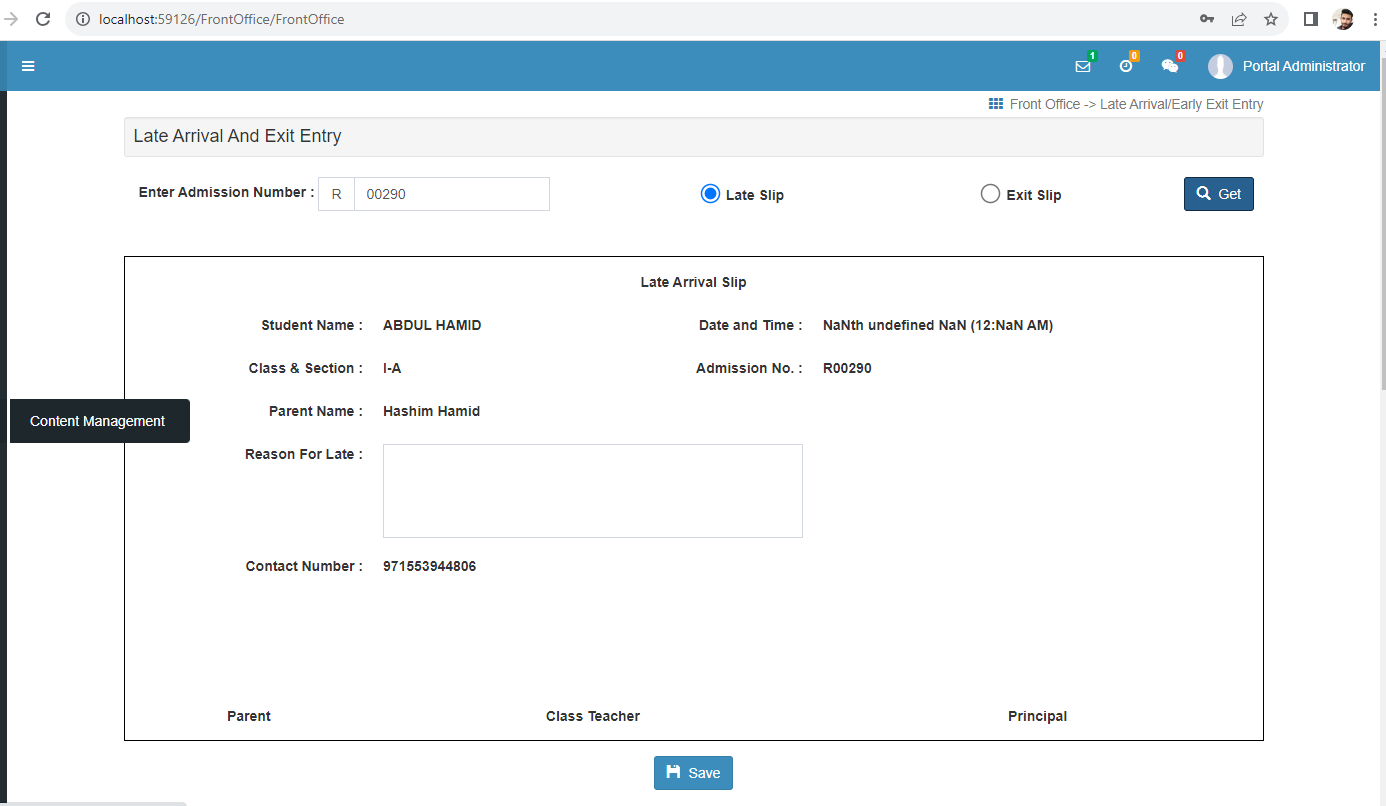 localhost:59126/FrontOffice/FrontOffice
1 0 0 Portal Administrator
Front Office -> Late Arrival/Early Exit Entry
Late Arrival And Exit Entry
Enter Admission Number : R 00290 Late Slip Exit Slip Get
Late Arrival Slip
Student Name : ABDUL HAMID Date and Time : NaNth undefined NaN (12:NaN AM)
Class & Section : I-A Admission No. : R00290
Parent Name : Hashim Hamid
Content Management
Reason For Late :
Contact Number : 971553944806
Parent Class Teacher Principal
Save